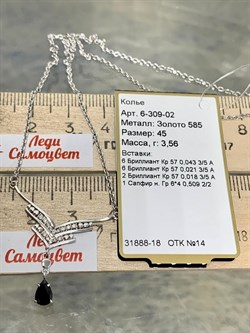 Колье
Арт. 6-309-02
Металл: Золото 585
Размер: 45
Масса, г: 3,56
Вставки
6 Бриллиант Кр 57 0,043 3/5 А
6 Бриллиант Кр 57 0,021 3/5 А
2 Бриллиант Кр 57 0,018 3/5 А
1 Сапфир н. Гр 6*4 0,509 2/2
31888-18 ОТК №14
Леди
Самоцвет
Леди
Самоцвет